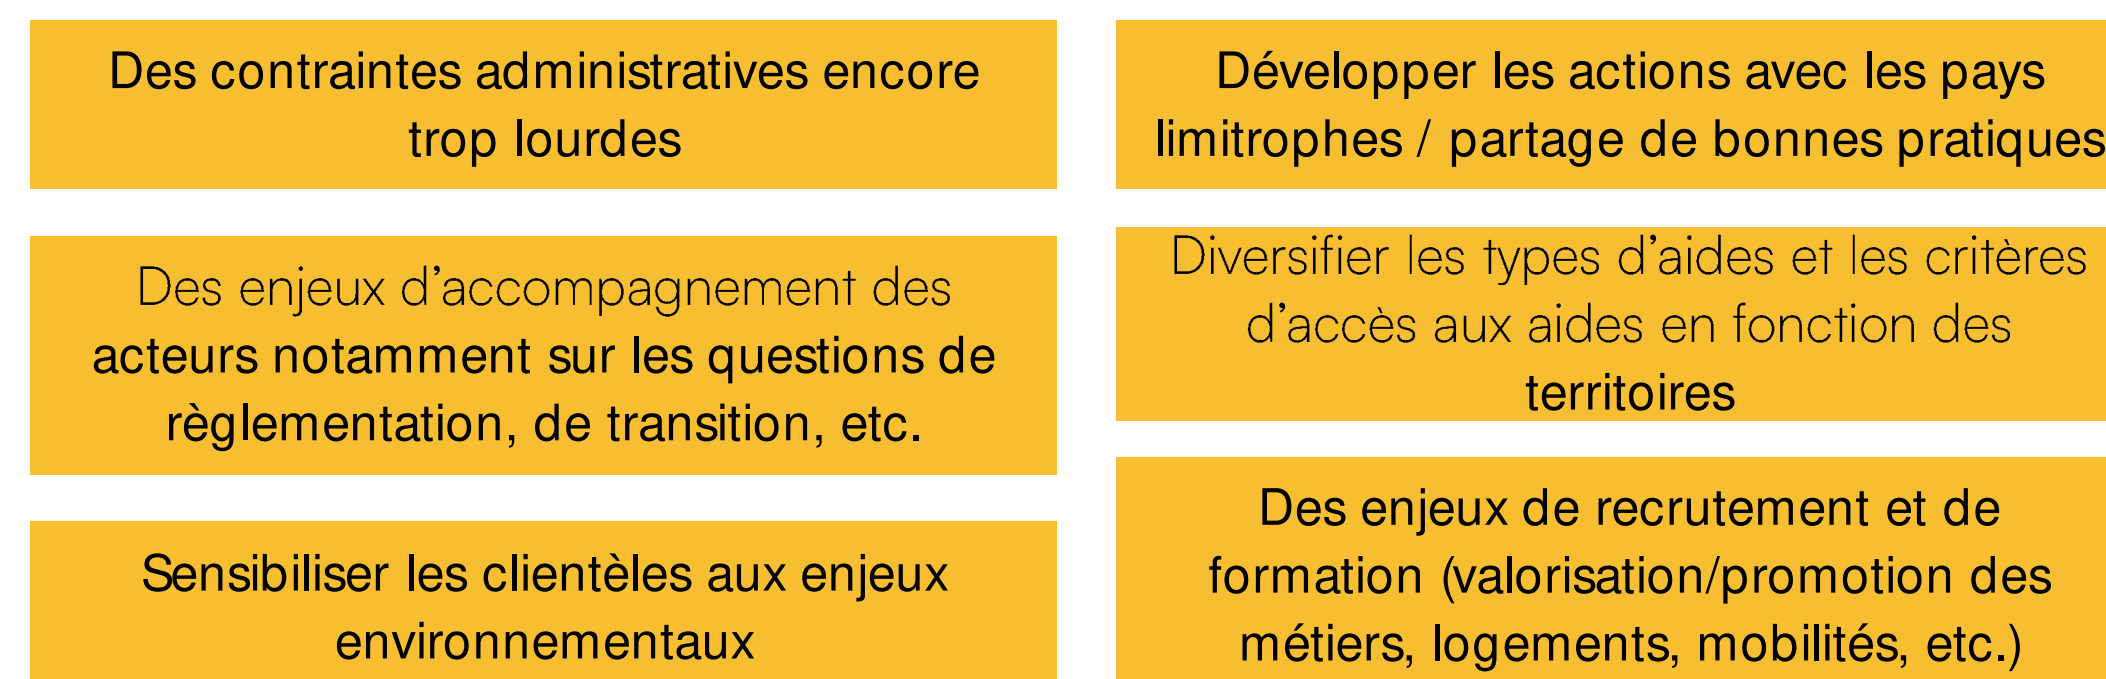 Des contraintes administratives encore
trop lourdes
Des enjeux d’accompagnement des
acteurs notamment sur les questions de
règlementation, de transition, etc.
Sensibiliser les clientèles aux enjeux
environnementaux
Développer les actions avec les pays
limitrophes / partage de bonnes pratiques
Diversifier les types d’aides et les critères
d’accès aux aides en fonction des
territoires
Des enjeux de recrutement et de
formation (valorisation/promotion des
métiers, logements, mobilités, etc.)